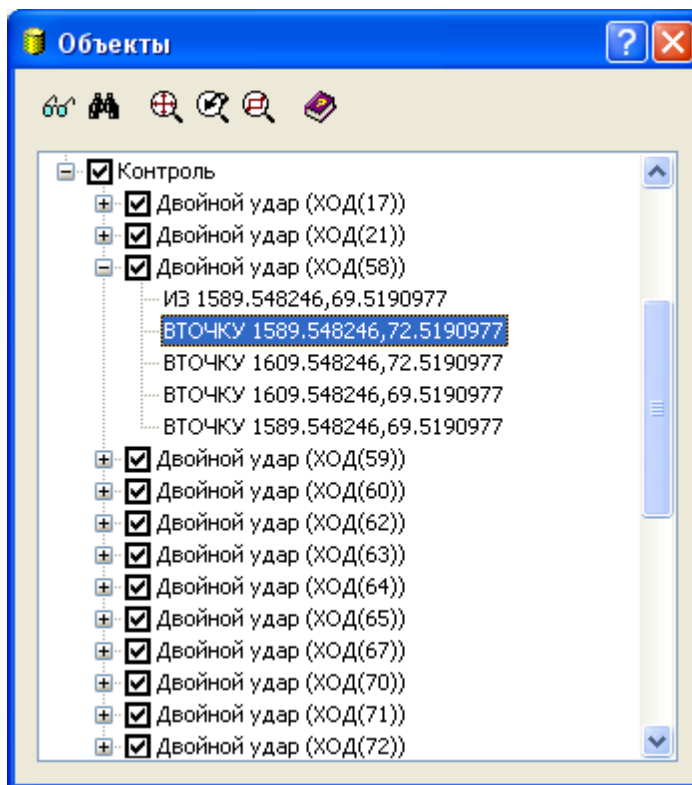 Объекты
Контроль
Двойной удар (ХОД(17))
Двойной удар (ХОД(21))
Двойной удар (ХОД(58))
ИЗ 1589.548246,69.5190977
ВТОЧКУ 1589.548246,72.5190977
ВТОЧКУ 1609.548246,72.5190977
ВТОЧКУ 1609.548246,69.5190977
ВТОЧКУ 1589.548246,69.5190977
Двойной удар (ХОД(59))
Двойной удар (ХОД(60))
Двойной удар (ХОД(62))
Двойной удар (ХОД(63))
Двойной удар (ХОД(64))
Двойной удар (ХОД(65))
Двойной удар (ХОД(67))
Двойной удар (ХОД(70))
Двойной удар (ХОД(71))
Двойной удар (ХОД(72))